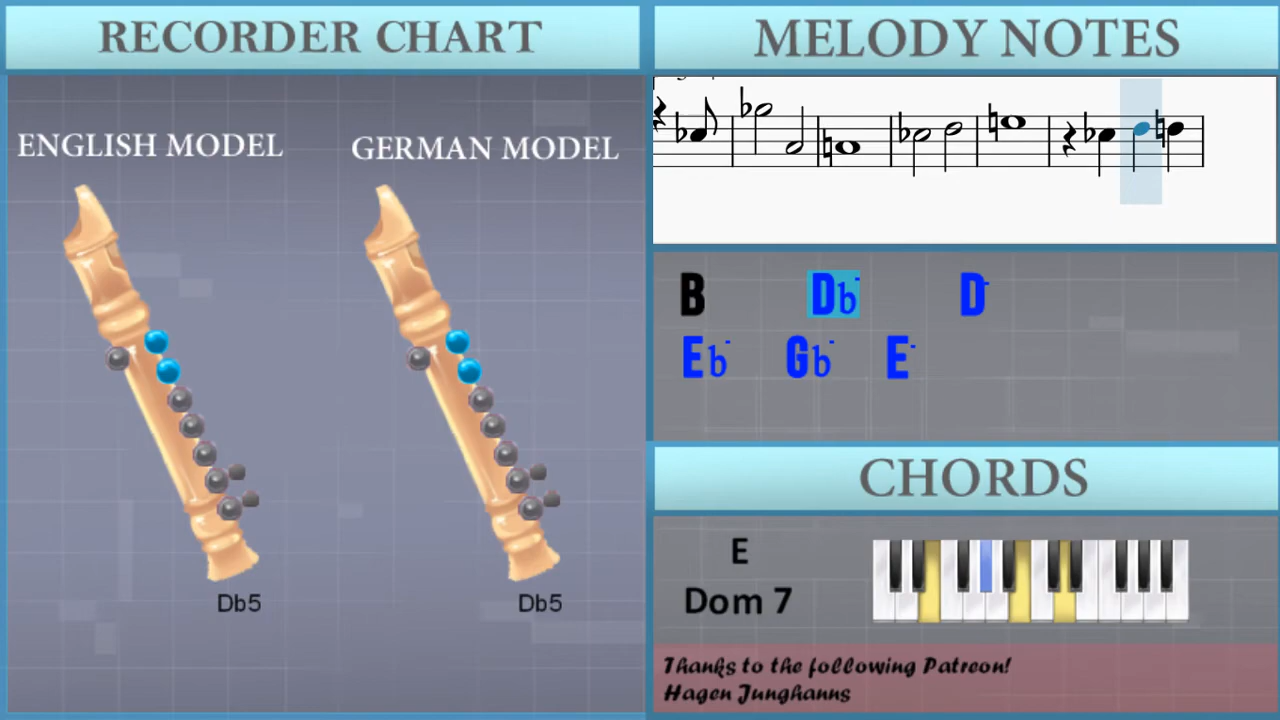 RECORDER CHART
ENGLISH MODEL
GERMAN MODEL
Db5
Db5
MELODY NOTES
B Db D
Eb Gb E
CHORDS
E
Dom 7
Thanks to the following Patreon!
Hagen Junghanns